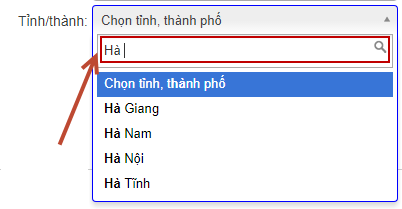 Tỉnh/thành: Chọn tỉnh, thành phố
Hà
Chọn tỉnh, thành phố
Hà Giang
Hà Nam
Hà Nội
Hà Tĩnh